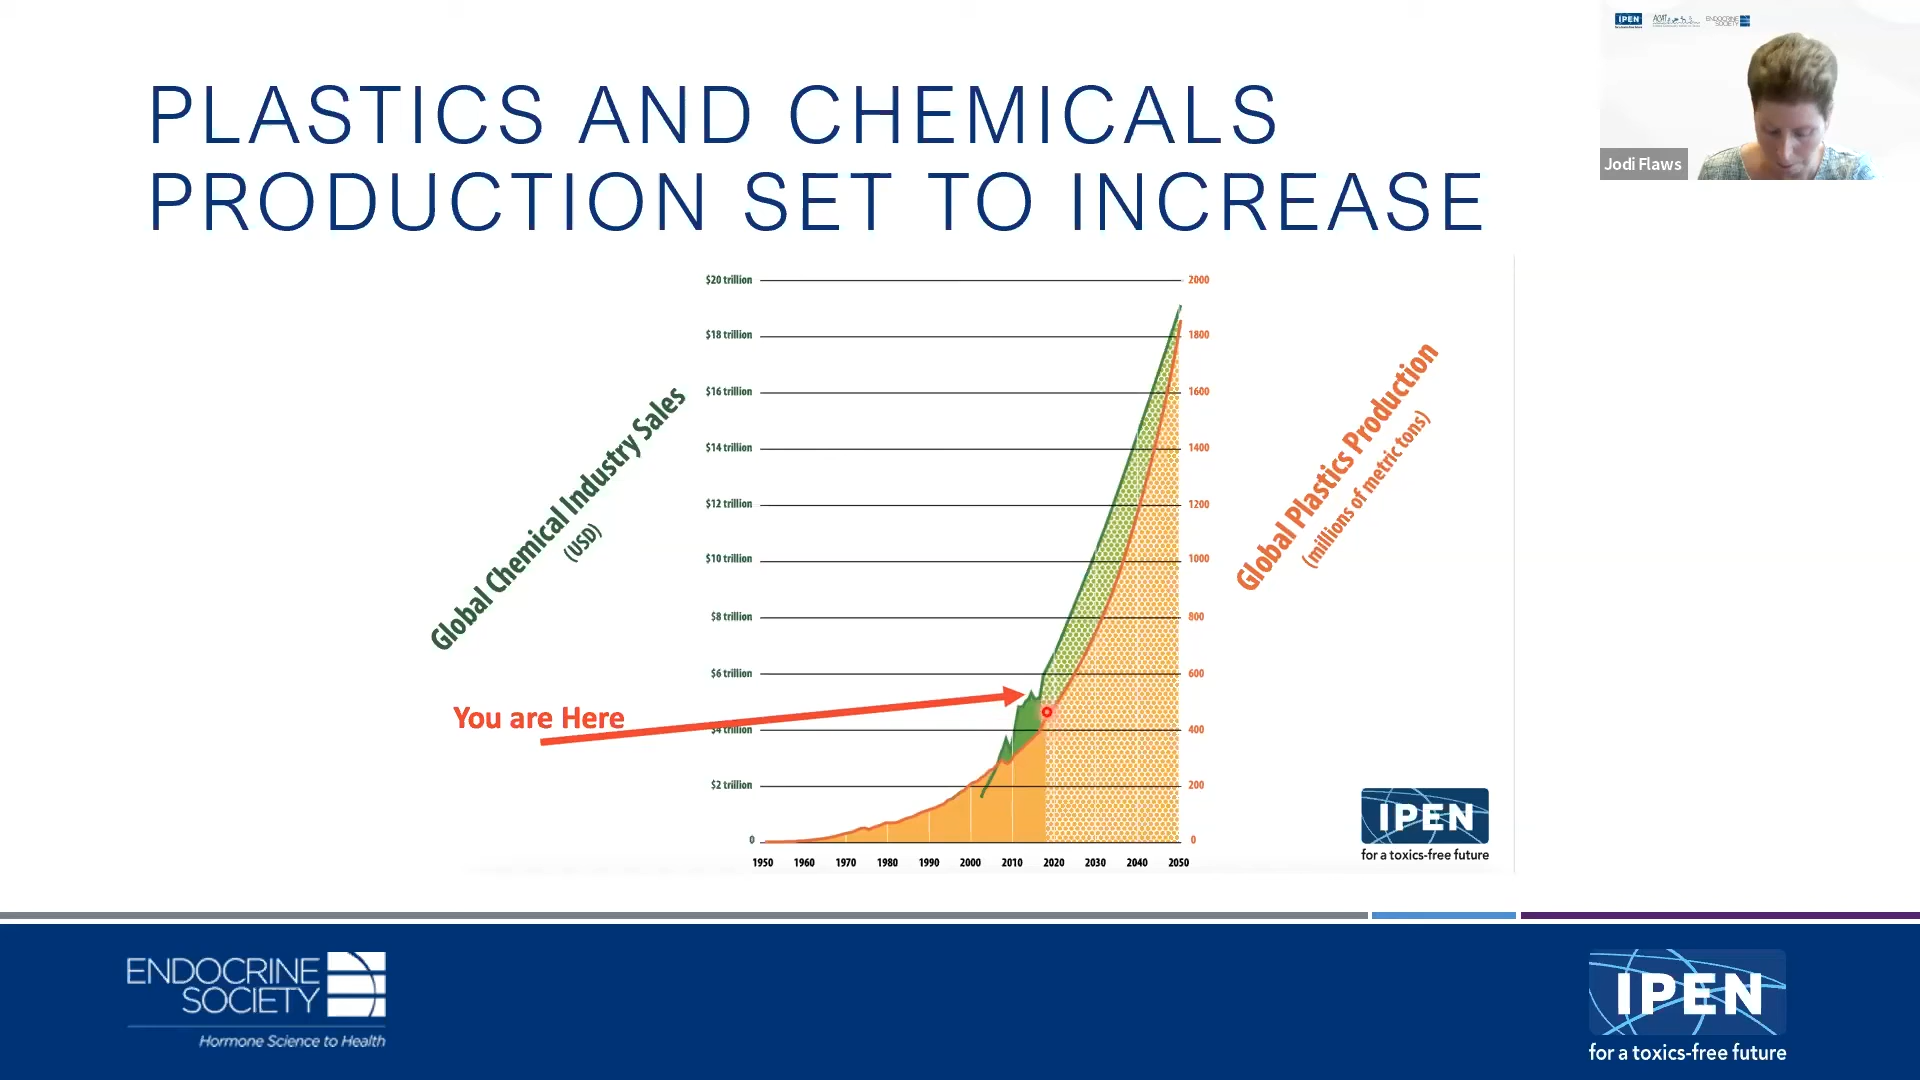 PLASTICS AND CHEMICALS
PRODUCTION SET TO INCREASE
IPEN
ENDOCRINE
SOCIETY
Jodi Flaws
Global Chemical Industry Sales
(USD)
$20 trillion
$18 trillion
$16 trillion
$14 trillion
$12 trillion
$10 trillion
$8 trillion
$6 trillion
$4 trillion
$2 trillion
0
You are Here
2000
1800
1600
1400
1200
1000
800
600
400
200
0
Global Plastics Production
(millions of metric tons)
1950 1960 1970 1980 1990 2000 2010 2020 2030 2040 2050
IPEN
for a toxics-free future
ENDOCRINE
SOCIETY
Hormone Science to Health
IPEN
for a toxics-free future